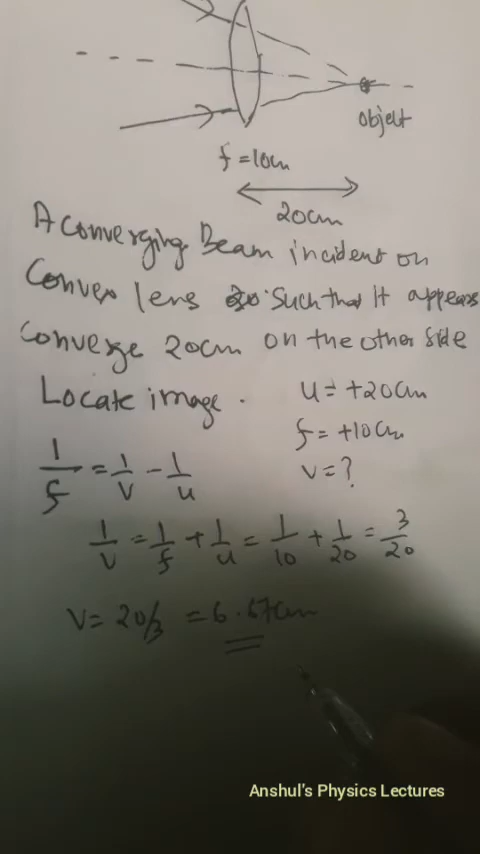 Objelt
f = 10cm
20cm
A converging Beam incident on
Convex lens such that it appears
Converge 20cm on the other side
Locate image.
u = +20cm
f = +10cm
v = ?
1/f = 1/v - 1/u
1/v = 1/f + 1/u = 1/10 + 1/20 = 3/20
v = 20/3 = 6.67cm
Anshul's Physics Lectures